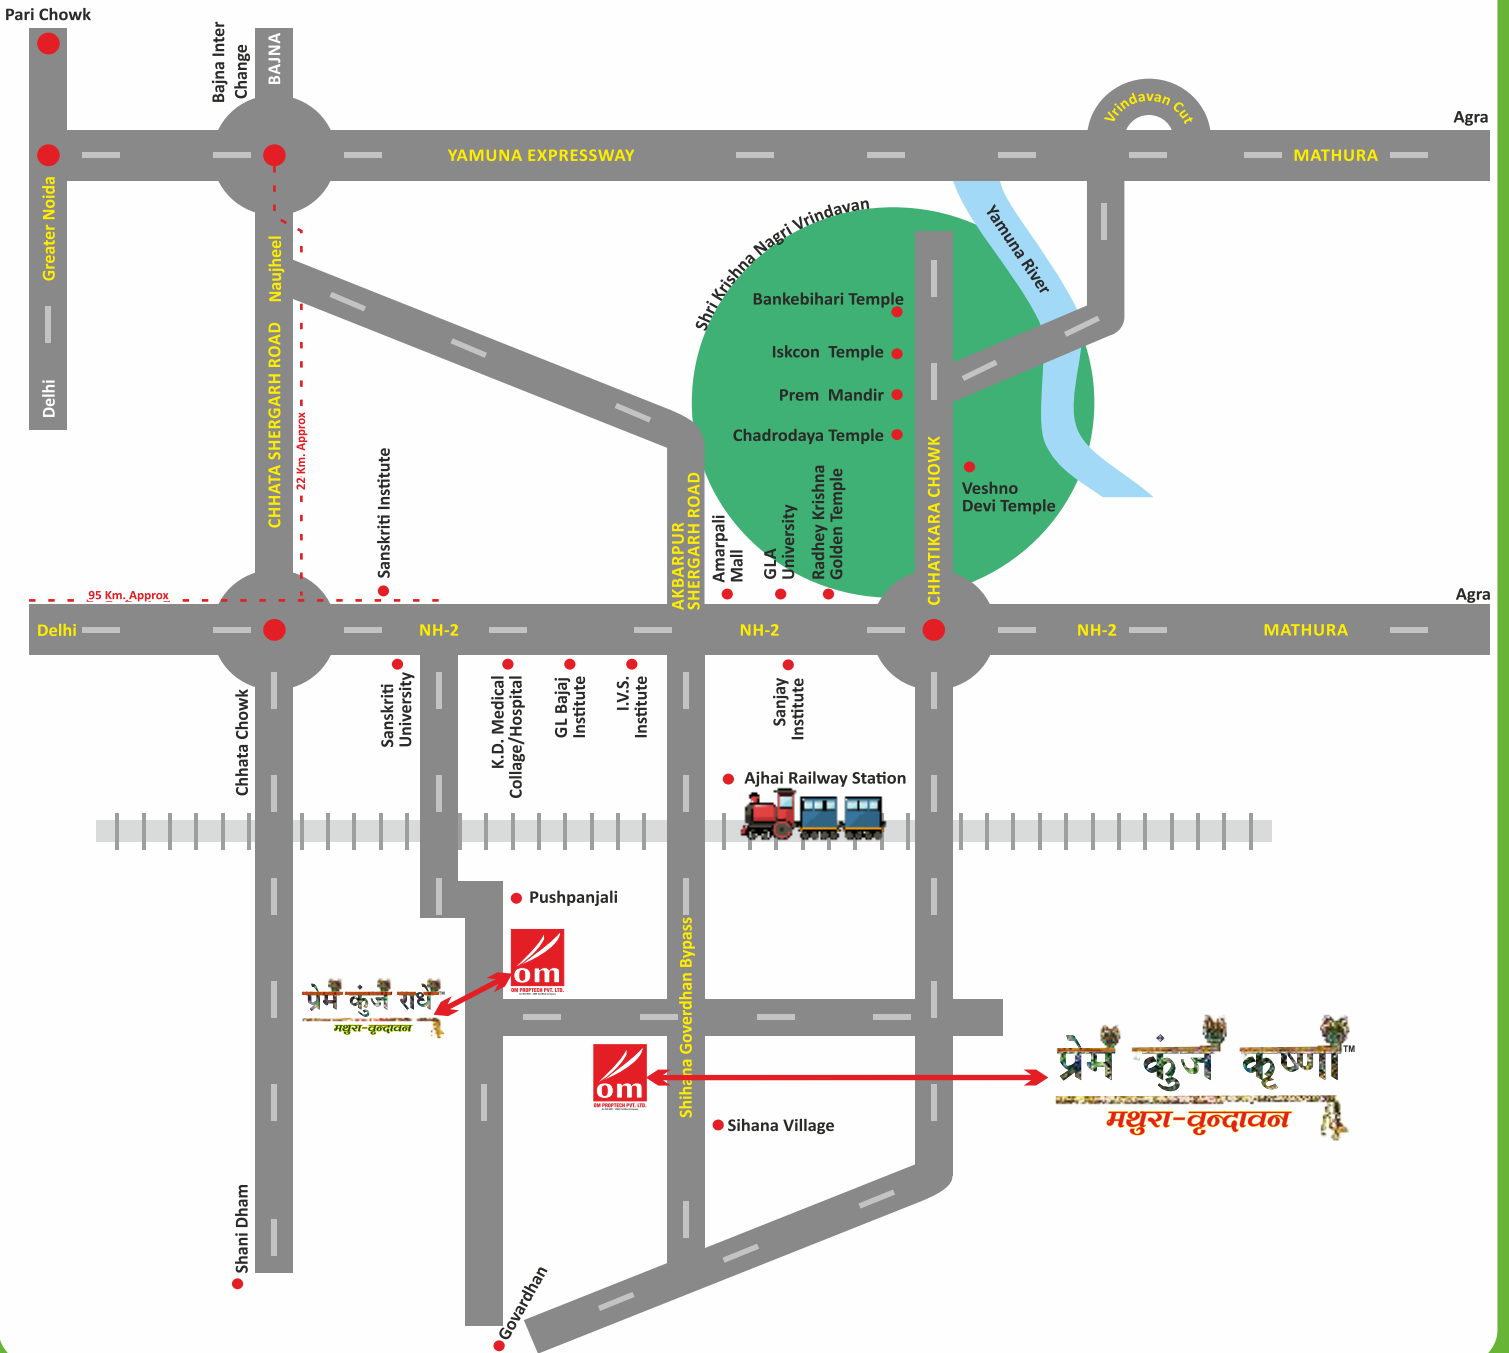 Pari Chowk
Bajna Inter
Change
BAJNA
Vrindavan Cut
Agra
YAMUNA EXPRESSWAY
MATHURA
Greater Noida
Delhi
Naujheel
CHHATA SHERGARH ROAD
22 Km. Approx
Shri Krishna Nagri Vrindavan
Yamuna River
Bankebihari Temple
Iskcon Temple
Prem Mandir
Chadrodaya Temple
CHHATIKARA CHOWK
Veshno
Devi Temple
Sanskriti Institute
AKBARPUR
SHERGARH ROAD
Amarpali
Mall
GLA
University
Radhey Krishna
Golden Temple
95 Km. Approx
Agra
Delhi
NH-2
NH-2
NH-2
MATHURA
Chhata Chowk
Sanskriti
University
K.D. Medical
Collage/Hospital
GL Bajaj
Institute
I.V.S.
Institute
Sanjay
Institute
Ajhai Railway Station
Pushpanjali
Shihana Goverdhan Bypass
om
OM PROPTECH PVT. LTD.
प्रेम कुंज राधे
मथुरा-वृन्दावन
om
OM PROPTECH PVT. LTD.
प्रेम कुंज कृष्णा TM
मथुरा-वृन्दावन
Sihana Village
Shani Dham
Govardhan